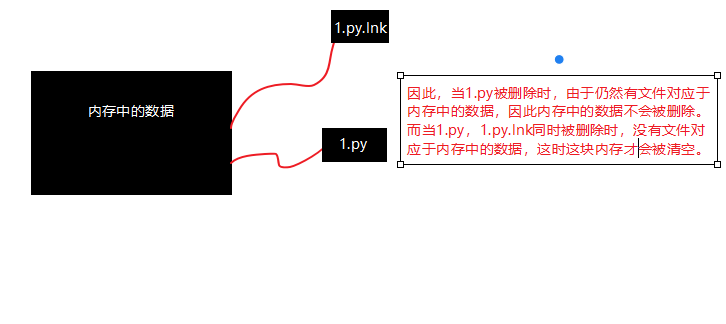 1.py.lnk
内存中的数据
1.py
因此，当1.py被删除时，由于仍然有文件对应于
内存中的数据，因此内存中的数据不会被删除。
而当1.py，1.py.lnk同时被删除时，没有文件对
应于内存中的数据，这时这块内存才会被清空。